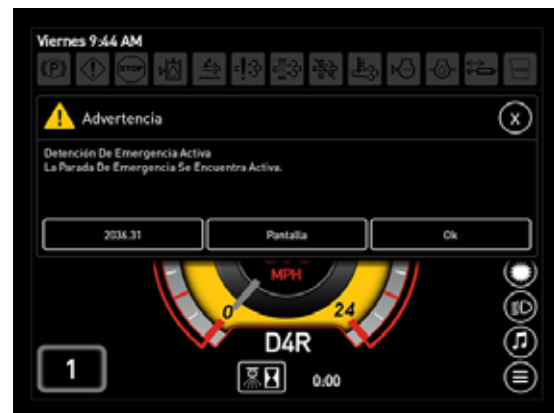 Viernes 9:44 AM
(P) STOP
Advertencia X
Detención De Emergencia Activa
La Parada De Emergencia Se Encuentra Activa.
2036.31 Pantalla Ok
MPH
0 24
D4R
1 0:00